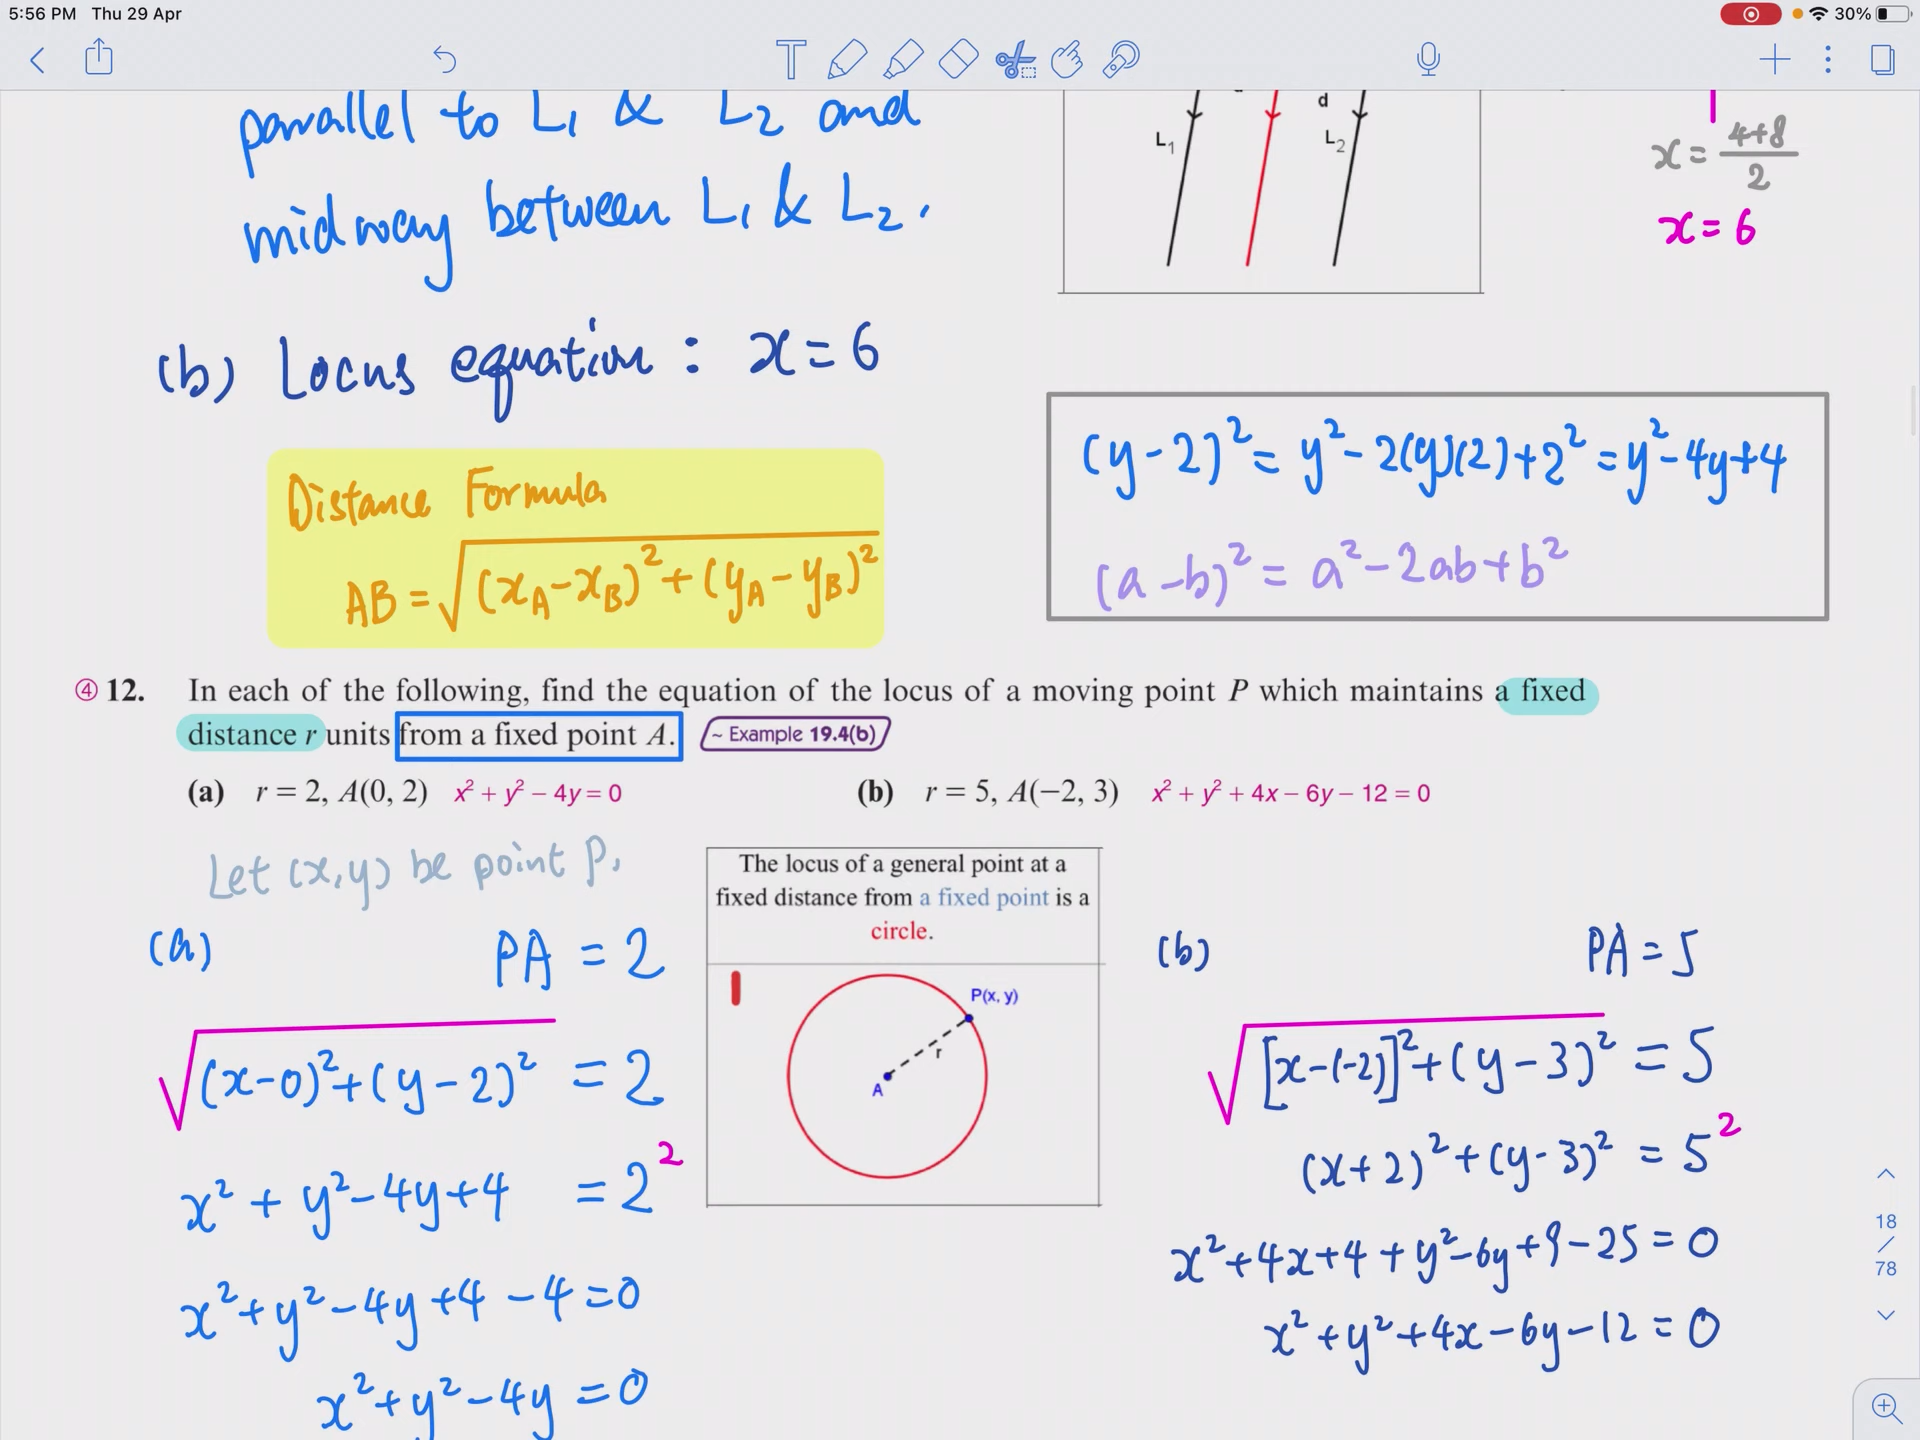 5:56 PM Thu 29 Apr
30%
parallel to L₁ & L₂ and
midway between L₁ & L₂.
d
L₁
L₂
x = (4+8)/2
x = 6
(b) Locus equation : x = 6
Distance Formula
AB = √((x_A − x_B)² + (y_A − y_B)²)
(y−2)² = y² − 2(y)(2) + 2² = y² − 4y + 4
(a − b)² = a² − 2ab + b²
④ 12. In each of the following, find the equation of the locus of a moving point P which maintains a fixed
distance r units from a fixed point A. ~ Example 19.4(b)
(a) r = 2, A(0, 2) x² + y² − 4y = 0
(b) r = 5, A(−2, 3) x² + y² + 4x − 6y − 12 = 0
Let (x,y) be point P.
(a) PA = 2
√((x−0)² + (y−2)²) = 2
x² + y² − 4y + 4 = 2²
x² + y² − 4y + 4 − 4 = 0
x² + y² − 4y = 0
The locus of a general point at a
fixed distance from a fixed point is a
circle.
P(x, y)
r
A
(b) PA = 5
√([x−(−2)]² + (y−3)²) = 5
(x+2)² + (y−3)² = 5²
x² + 4x + 4 + y² − 6y + 9 − 25 = 0
x² + y² + 4x − 6y − 12 = 0
18
/
78